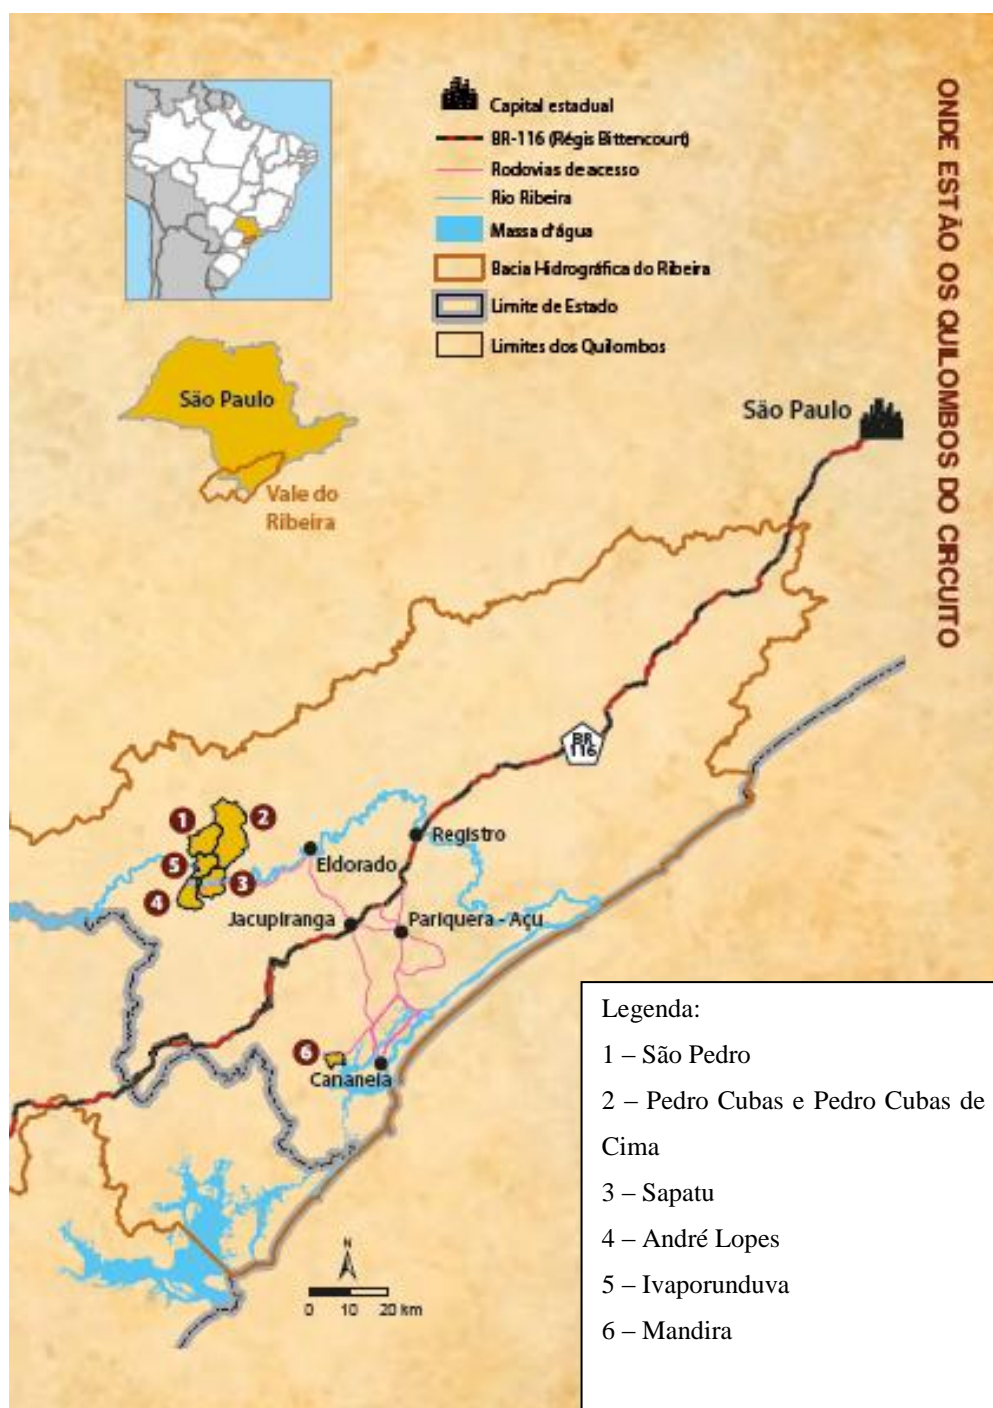 ONDE ESTÃO OS QUILOMBOS DO CIRCUITO
Capital estadual
BR-116 (Régis Bittencourt)
Rodovias de acesso
Rio Ribeira
Massa d'água
Bacia Hidrográfica do Ribeira
Limite de Estado
Limites dos Quilombos
São Paulo
Vale do
Ribeira
São Paulo
BR
116
1
2
5
3
4
Registro
Eldorado
Jacupiranga
Pariquera - Açu
6
Cananeia
N
0 10 20 km
Legenda:
1 – São Pedro
2 – Pedro Cubas e Pedro Cubas de
Cima
3 – Sapatu
4 – André Lopes
5 – Ivaporunduva
6 – Mandira